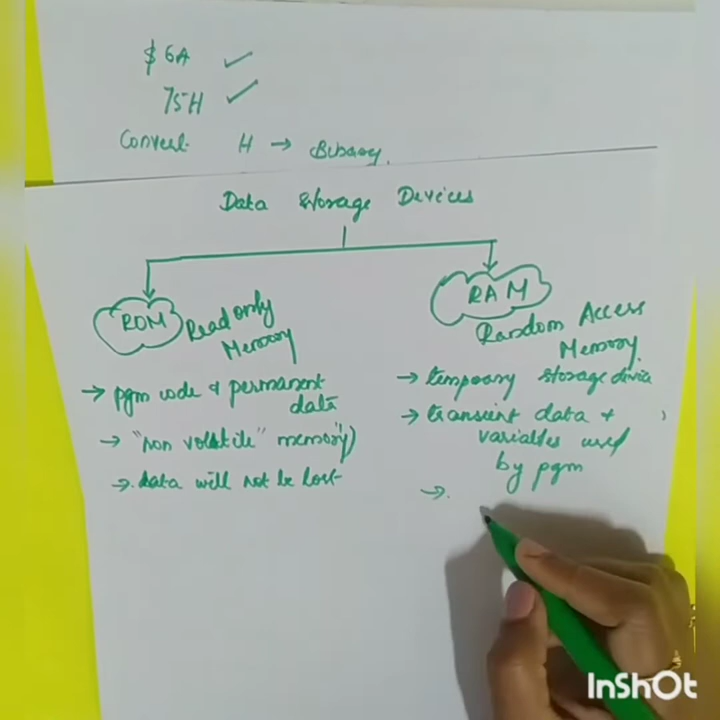 $ 6A
75H
Convert H → Binary.
Data Storage Devices
ROM
Read only
Memory
→ pgm code & permanent
data
→ "non volatile" memory)
→ data will not be lost
RAM
Random Access
Memory
→ temporary storage device
→ transient data &
variables used
by pgm
→
InShOt